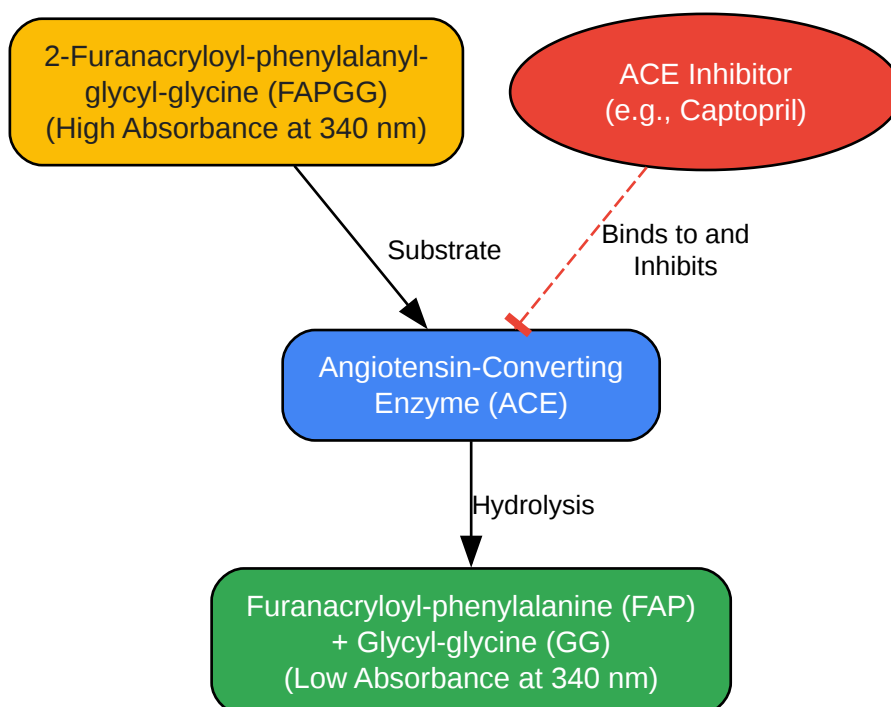 2-Furanacryloyl-phenylalanyl-
glycyl-glycine (FAPGG)
(High Absorbance at 340 nm)
ACE Inhibitor
(e.g., Captopril)
Substrate
Binds to and
Inhibits
Angiotensin-Converting
Enzyme (ACE)
Hydrolysis
Furanacryloyl-phenylalanine (FAP)
+ Glycyl-glycine (GG)
(Low Absorbance at 340 nm)